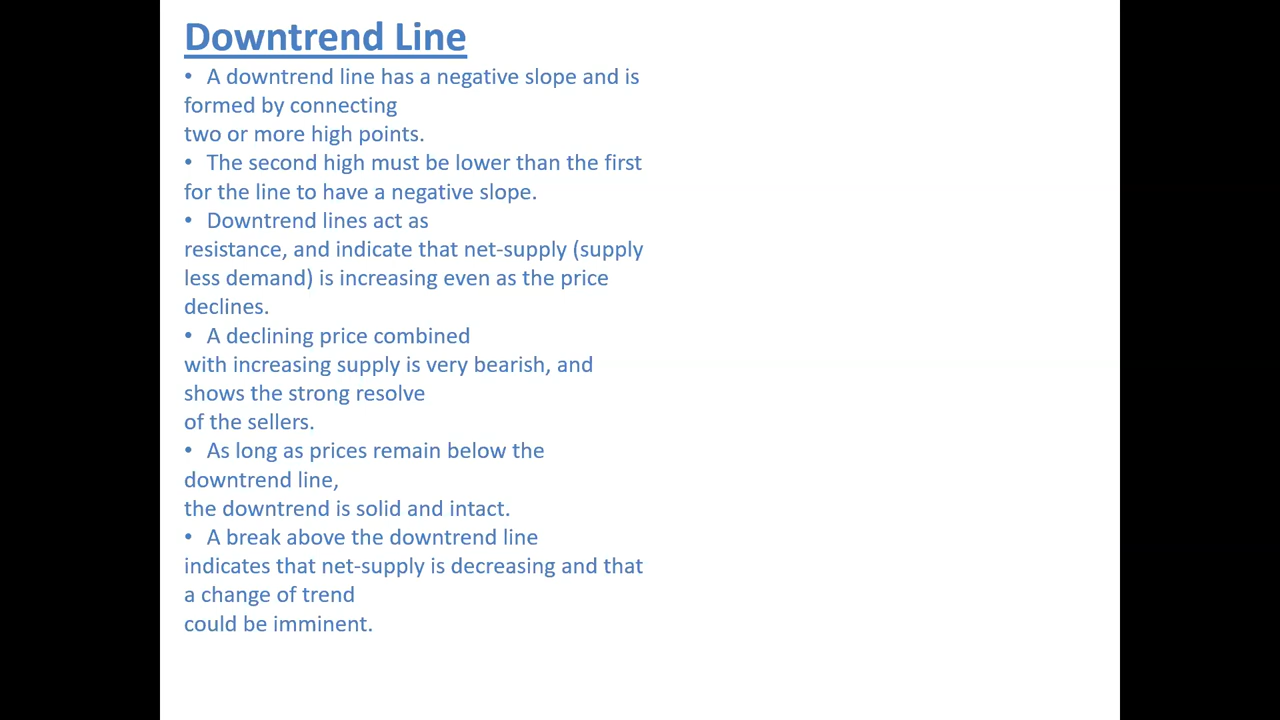 Downtrend Line
• A downtrend line has a negative slope and is
formed by connecting
two or more high points.
• The second high must be lower than the first
for the line to have a negative slope.
• Downtrend lines act as
resistance, and indicate that net-supply (supply
less demand) is increasing even as the price
declines.
• A declining price combined
with increasing supply is very bearish, and
shows the strong resolve
of the sellers.
• As long as prices remain below the
downtrend line,
the downtrend is solid and intact.
• A break above the downtrend line
indicates that net-supply is decreasing and that
a change of trend
could be imminent.